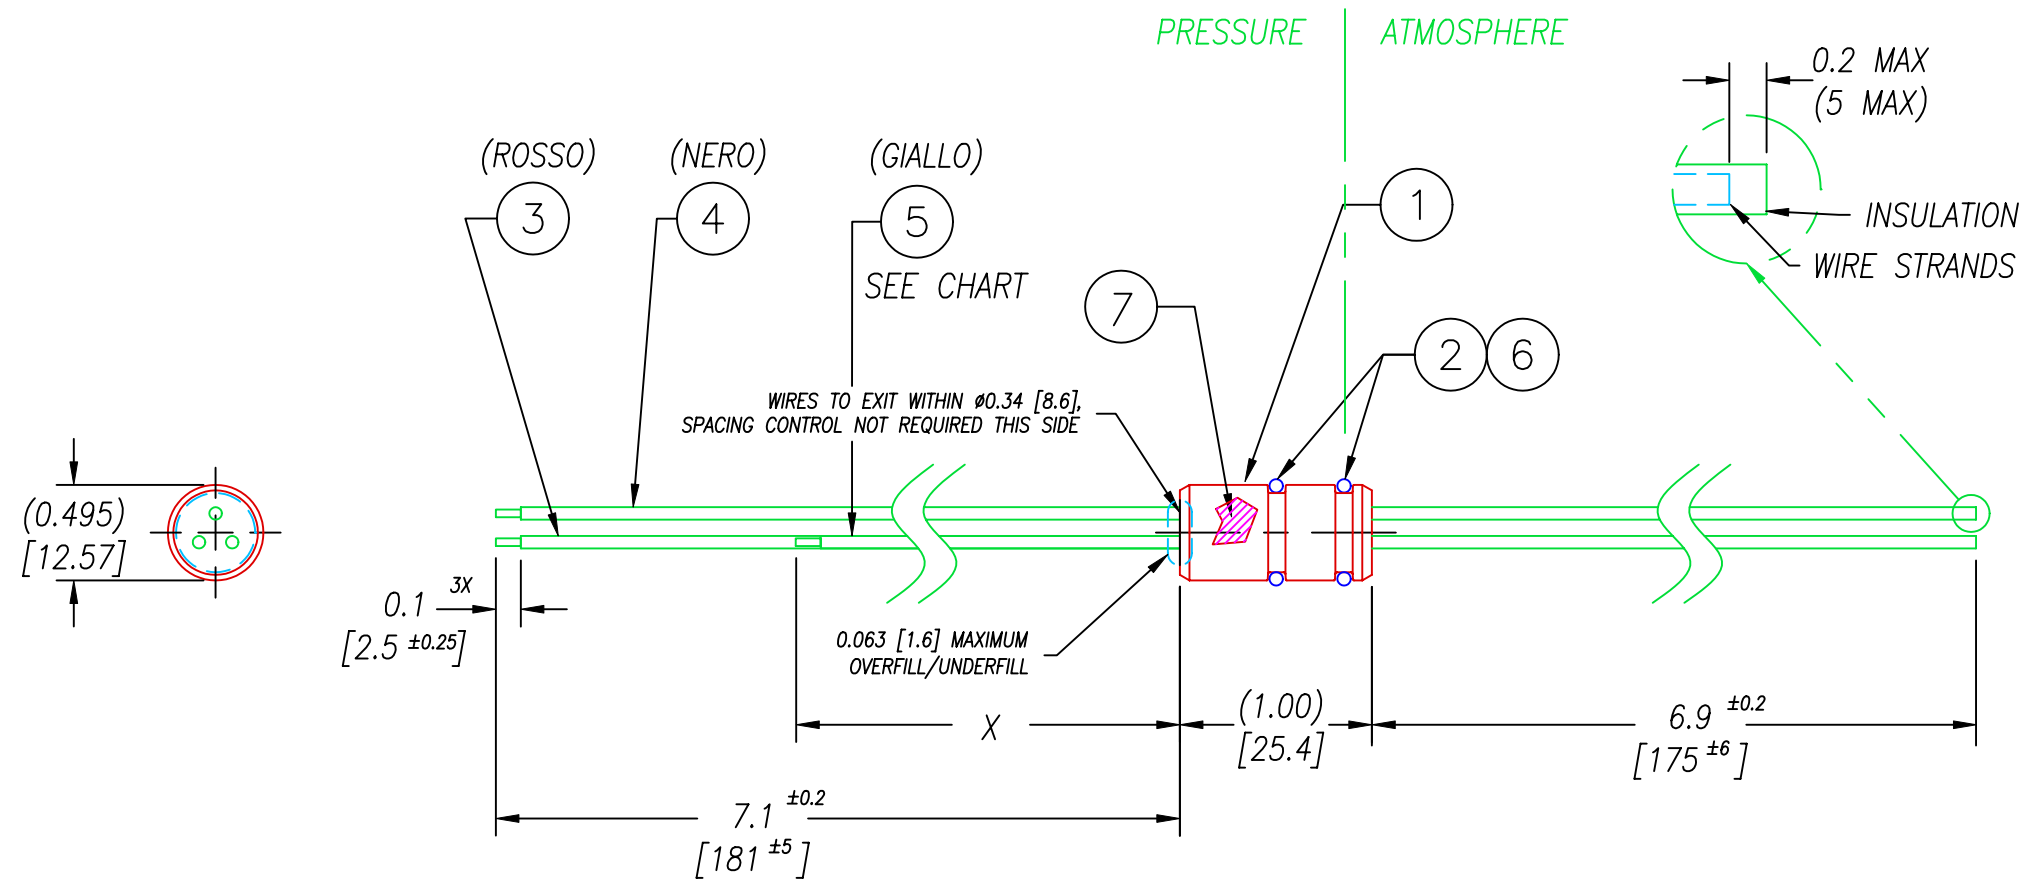 PRESSURE ATMOSPHERE
0.2 MAX
(5 MAX)
(ROSSO) (NERO) (GIALLO)
3 4 5 1
INSULATION
WIRE STRANDS
SEE CHART
7
2 6
WIRES TO EXIT WITHIN ø0.34 [8.6],
SPACING CONTROL NOT REQUIRED THIS SIDE
(0.495)
[12.57]
0.1 3X
[2.5 ±0.25]
0.063 [1.6] MAXIMUM
OVERFILL/UNDERFILL
X
(1.00)
[25.4]
6.9 ±0.2
[175 ±6]
7.1 ±0.2
[181 ±5]